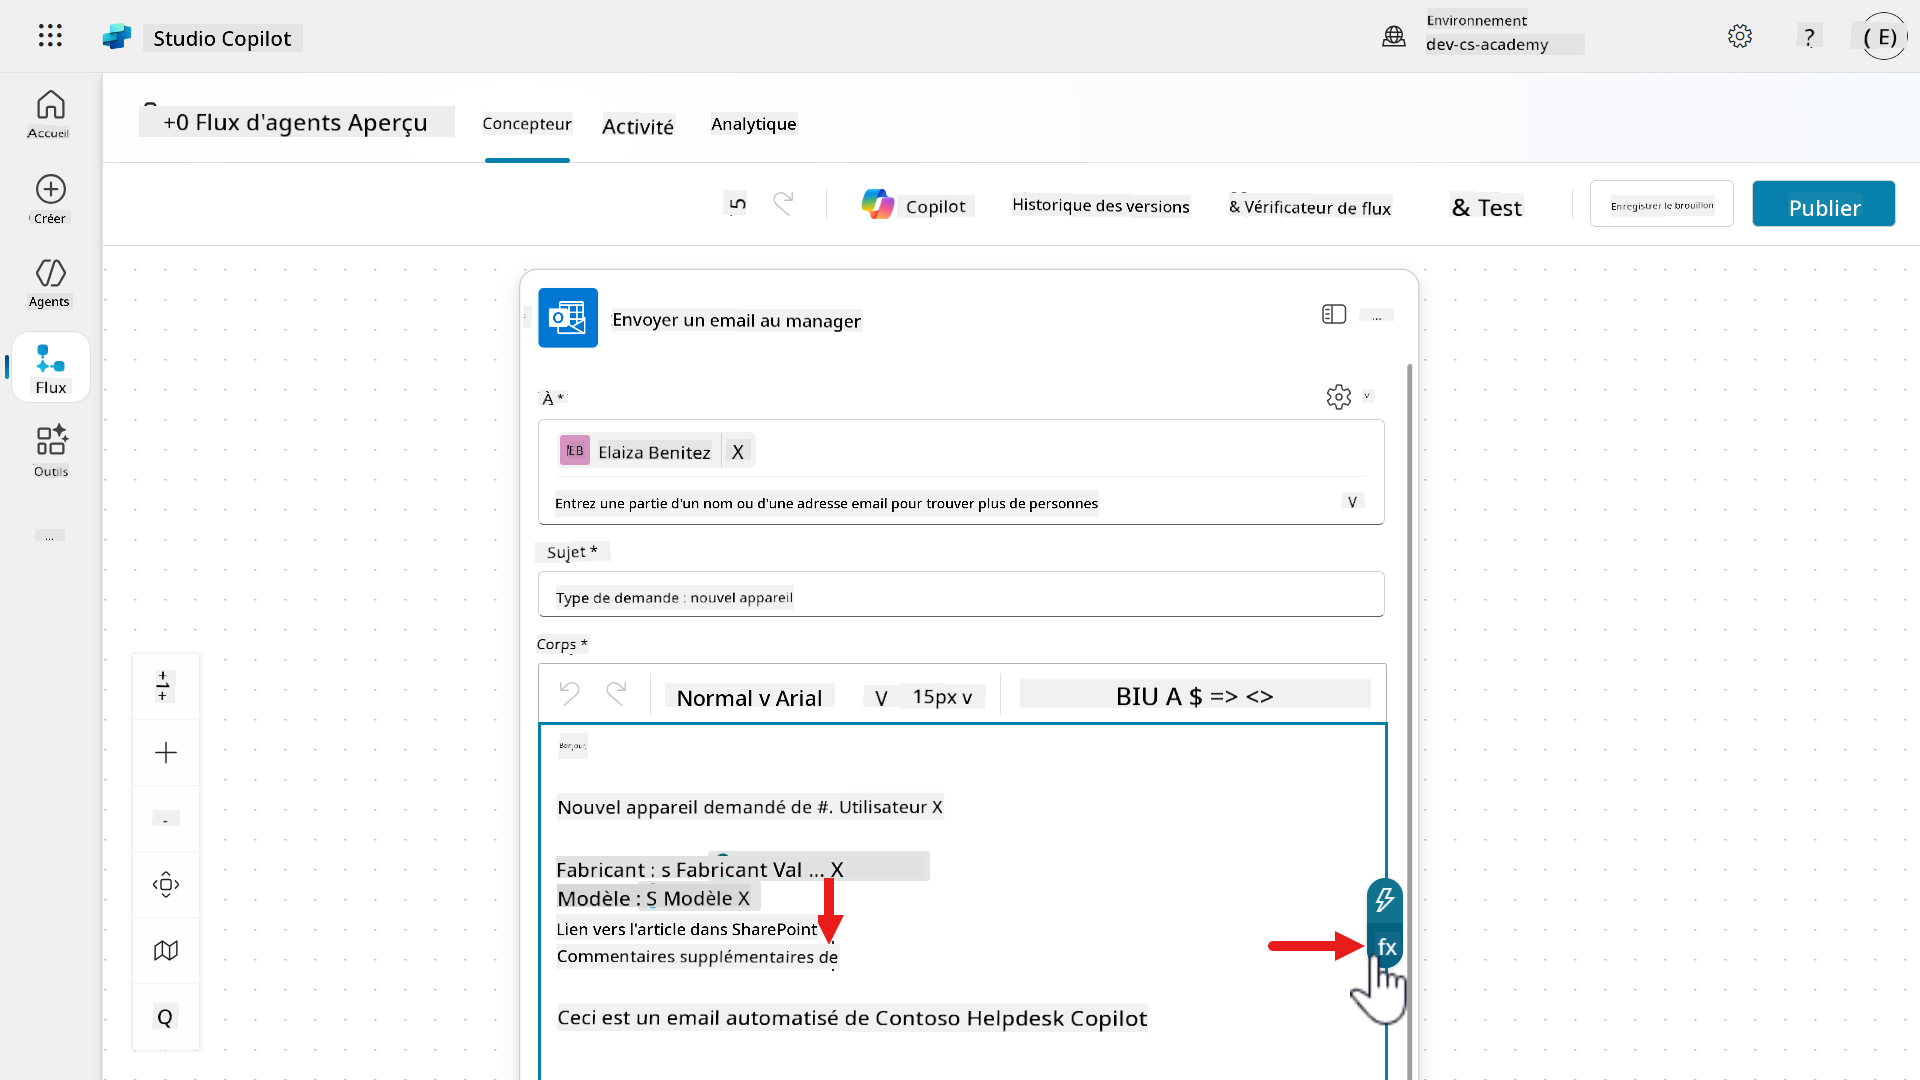 Studio Copilot
Environnement
dev-cs-academy
?
( E)
+0 Flux d'agents Aperçu
Concepteur
Activité
Analytique
5
Copilot
Historique des versions
& Vérificateur de flux
& Test
Enregistrer le brouillon
Publier
Accueil
Créer
Agents
Flux
Outils
...
Envoyer un email au manager
...
À *
v
EB
Elaiza Benitez
X
Entrez une partie d'un nom ou d'une adresse email pour trouver plus de personnes
V
Sujet *
Type de demande : nouvel appareil
Corps *
Normal v Arial
V
15px v
BIU A $ => <>
Bonjour,
Nouvel appareil demandé de #. Utilisateur X
Fabricant : s Fabricant Val ... X
Modèle : S Modèle X
Lien vers l'article dans SharePoint
Commentaires supplémentaires de
fx
Ceci est un email automatisé de Contoso Helpdesk Copilot
+1+
-
Q